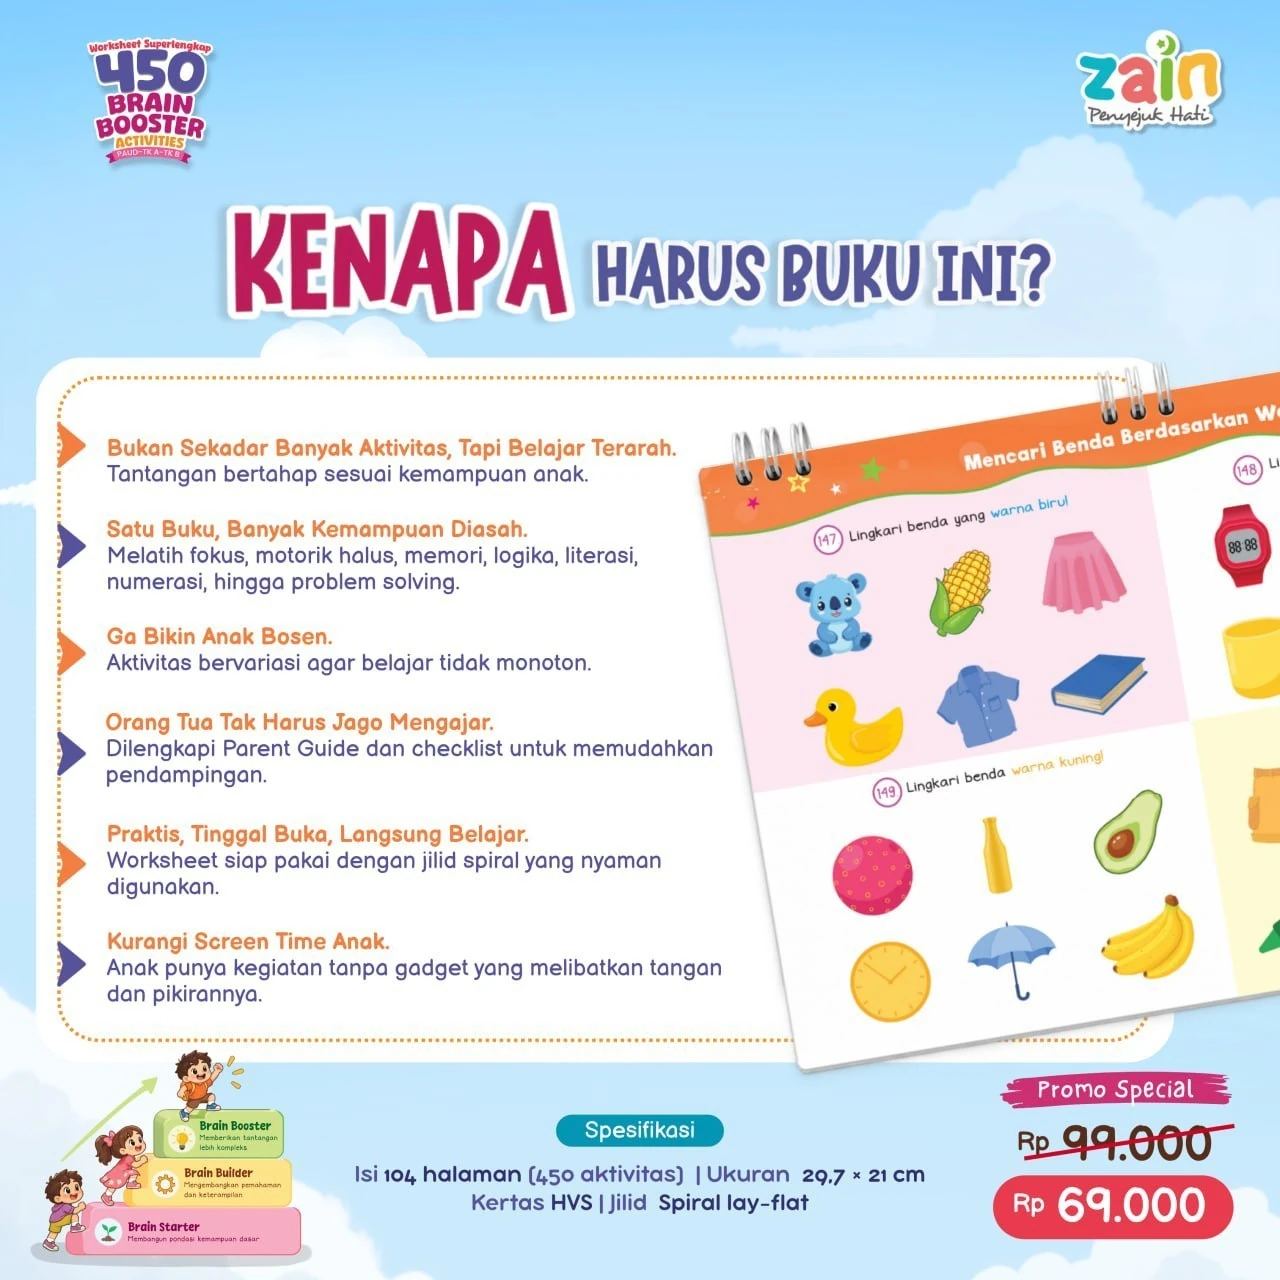 Worksheet Superlengkap
450
BRAIN
BOOSTER
ACTIVITIES
PAUD-TK A-TK B
zain
Penyejuk Hati
KENAPA HARUS BUKU INI?
Bukan Sekadar Banyak Aktivitas, Tapi Belajar Terarah.
Tantangan bertahap sesuai kemampuan anak.
Satu Buku, Banyak Kemampuan Diasah.
Melatih fokus, motorik halus, memori, logika, literasi,
numerasi, hingga problem solving.
Ga Bikin Anak Bosen.
Aktivitas bervariasi agar belajar tidak monoton.
Orang Tua Tak Harus Jago Mengajar.
Dilengkapi Parent Guide dan checklist untuk memudahkan
pendampingan.
Praktis, Tinggal Buka, Langsung Belajar.
Worksheet siap pakai dengan jilid spiral yang nyaman
digunakan.
Kurangi Screen Time Anak.
Anak punya kegiatan tanpa gadget yang melibatkan tangan
dan pikirannya.
Mencari Benda Berdasarkan
147 Lingkari benda yang warna biru!
148
88:88
149 Lingkari benda warna kuning!
Brain Booster
Memberikan tantangan
lebih kompleks
Brain Builder
Mengembangkan pemahaman
dan keterampilan
Brain Starter
Membangun pondasi kemampuan dasar
Spesifikasi
Isi 104 halaman (450 aktivitas) | Ukuran 29,7 × 21 cm
Kertas HVS | Jilid Spiral lay-flat
Promo Special
Rp 99.000
Rp 69.000